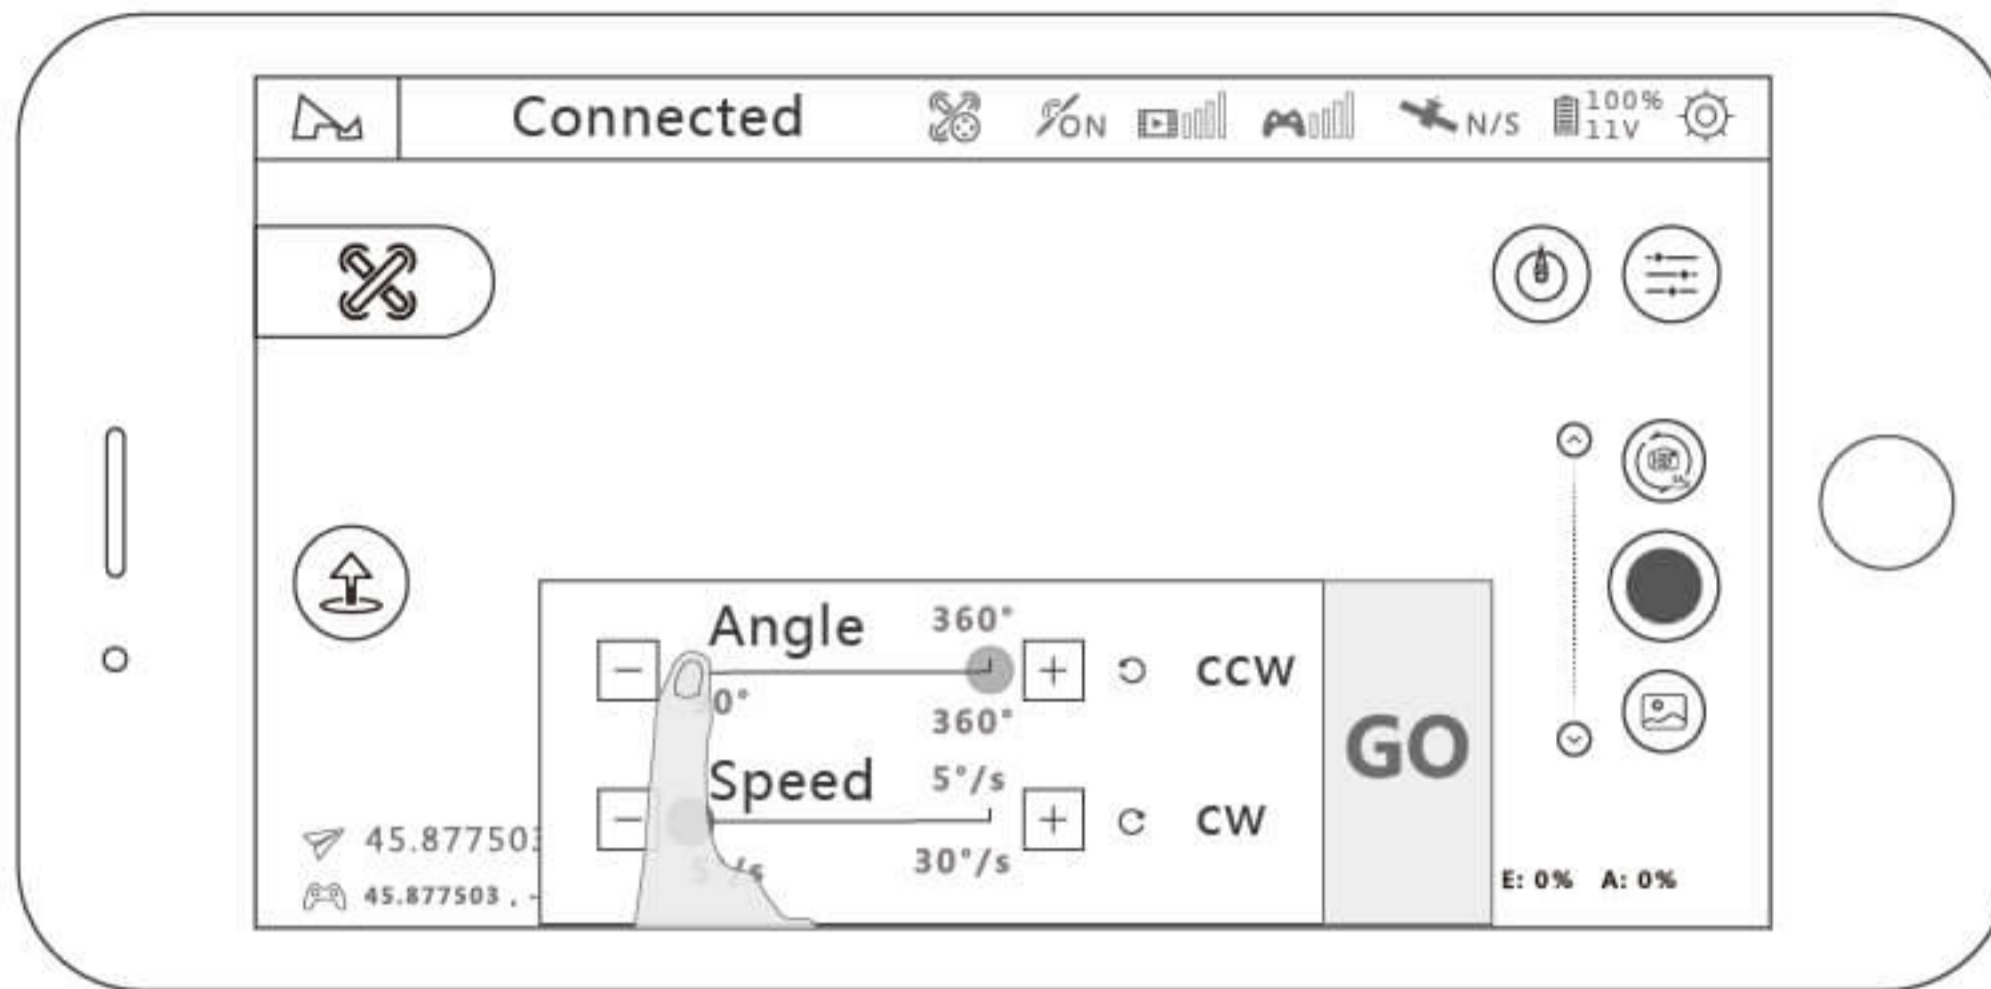 Connected
ON
N/S
100%
11V
Angle
360°
CCW
0°
360°
GO
Speed
5°/s
CW
30°/s
45.877503
45.877503 , -
E: 0% A: 0%